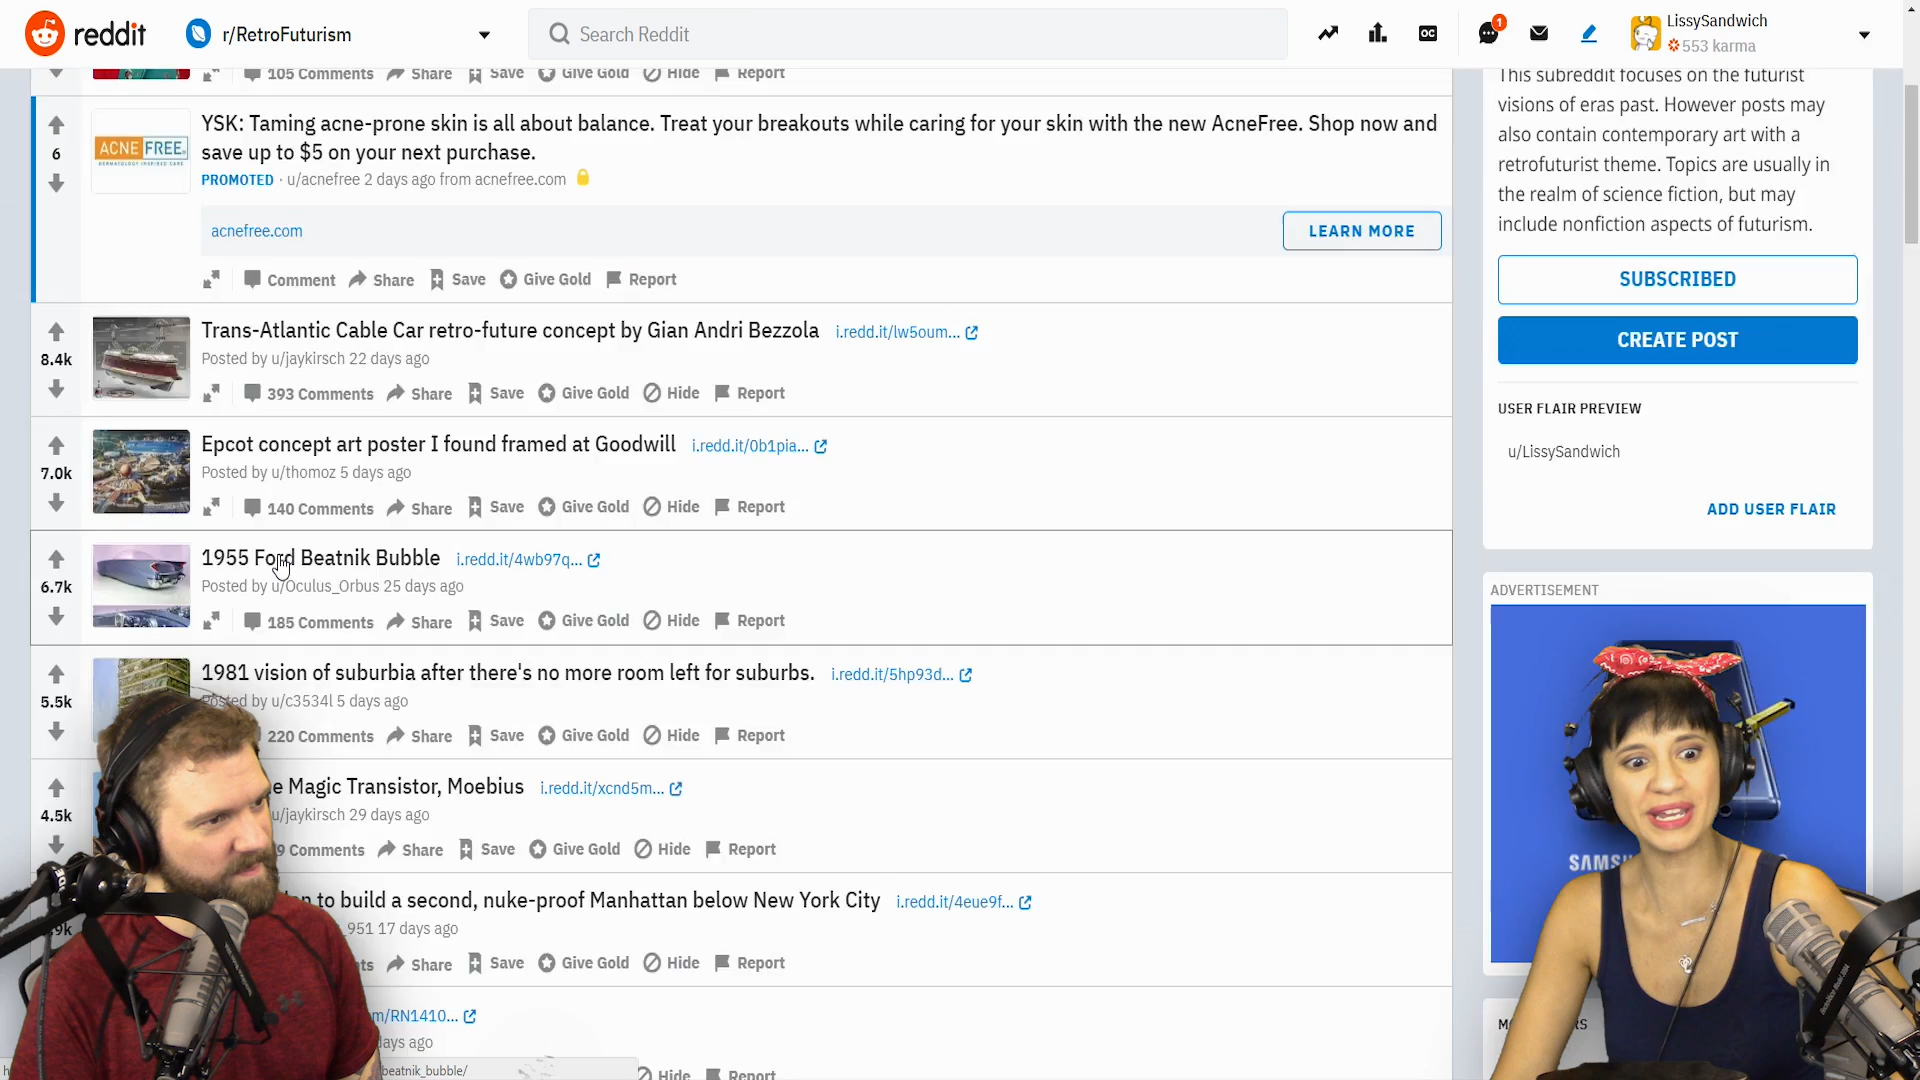 reddit
r/RetroFuturism
Search Reddit
OC
1
LissySandwich
553 karma
105 Comments Share Save Give Gold Hide Report
6
ACNE FREE
YSK: Taming acne-prone skin is all about balance. Treat your breakouts while caring for your skin with the new AcneFree. Shop now and
save up to $5 on your next purchase.
PROMOTED · u/acnefree 2 days ago from acnefree.com
acnefree.com
LEARN MORE
Comment Share Save Give Gold Report
8.4k
Trans-Atlantic Cable Car retro-future concept by Gian Andri Bezzola i.redd.it/lw5oum...
Posted by u/jaykirsch 22 days ago
393 Comments Share Save Give Gold Hide Report
7.0k
Epcot concept art poster I found framed at Goodwill i.redd.it/0b1pia...
Posted by u/thomoz 5 days ago
140 Comments Share Save Give Gold Hide Report
6.7k
1955 Ford Beatnik Bubble i.redd.it/4wb97q...
Posted by u/Oculus_Orbus 25 days ago
185 Comments Share Save Give Gold Hide Report
5.5k
1981 vision of suburbia after there's no more room left for suburbs. i.redd.it/5hp93d...
Posted by u/c3534l 5 days ago
220 Comments Share Save Give Gold Hide Report
4.5k
Magic Transistor, Moebius i.redd.it/xcnd5m...
u/jaykirsch 29 days ago
Comments Share Save Give Gold Hide Report
to build a second, nuke-proof Manhattan below New York City i.redd.it/4eue9f...
_951 17 days ago
Share Save Give Gold Hide Report
m/RN1410...
days ago
Hide Report
beatnik_bubble/
This subreddit focuses on the futurist
visions of eras past. However posts may
also contain contemporary art with a
retrofuturist theme. Topics are usually in
the realm of science fiction, but may
include nonfiction aspects of futurism.
SUBSCRIBED
CREATE POST
USER FLAIR PREVIEW
u/LissySandwich
ADD USER FLAIR
ADVERTISEMENT
SAMS